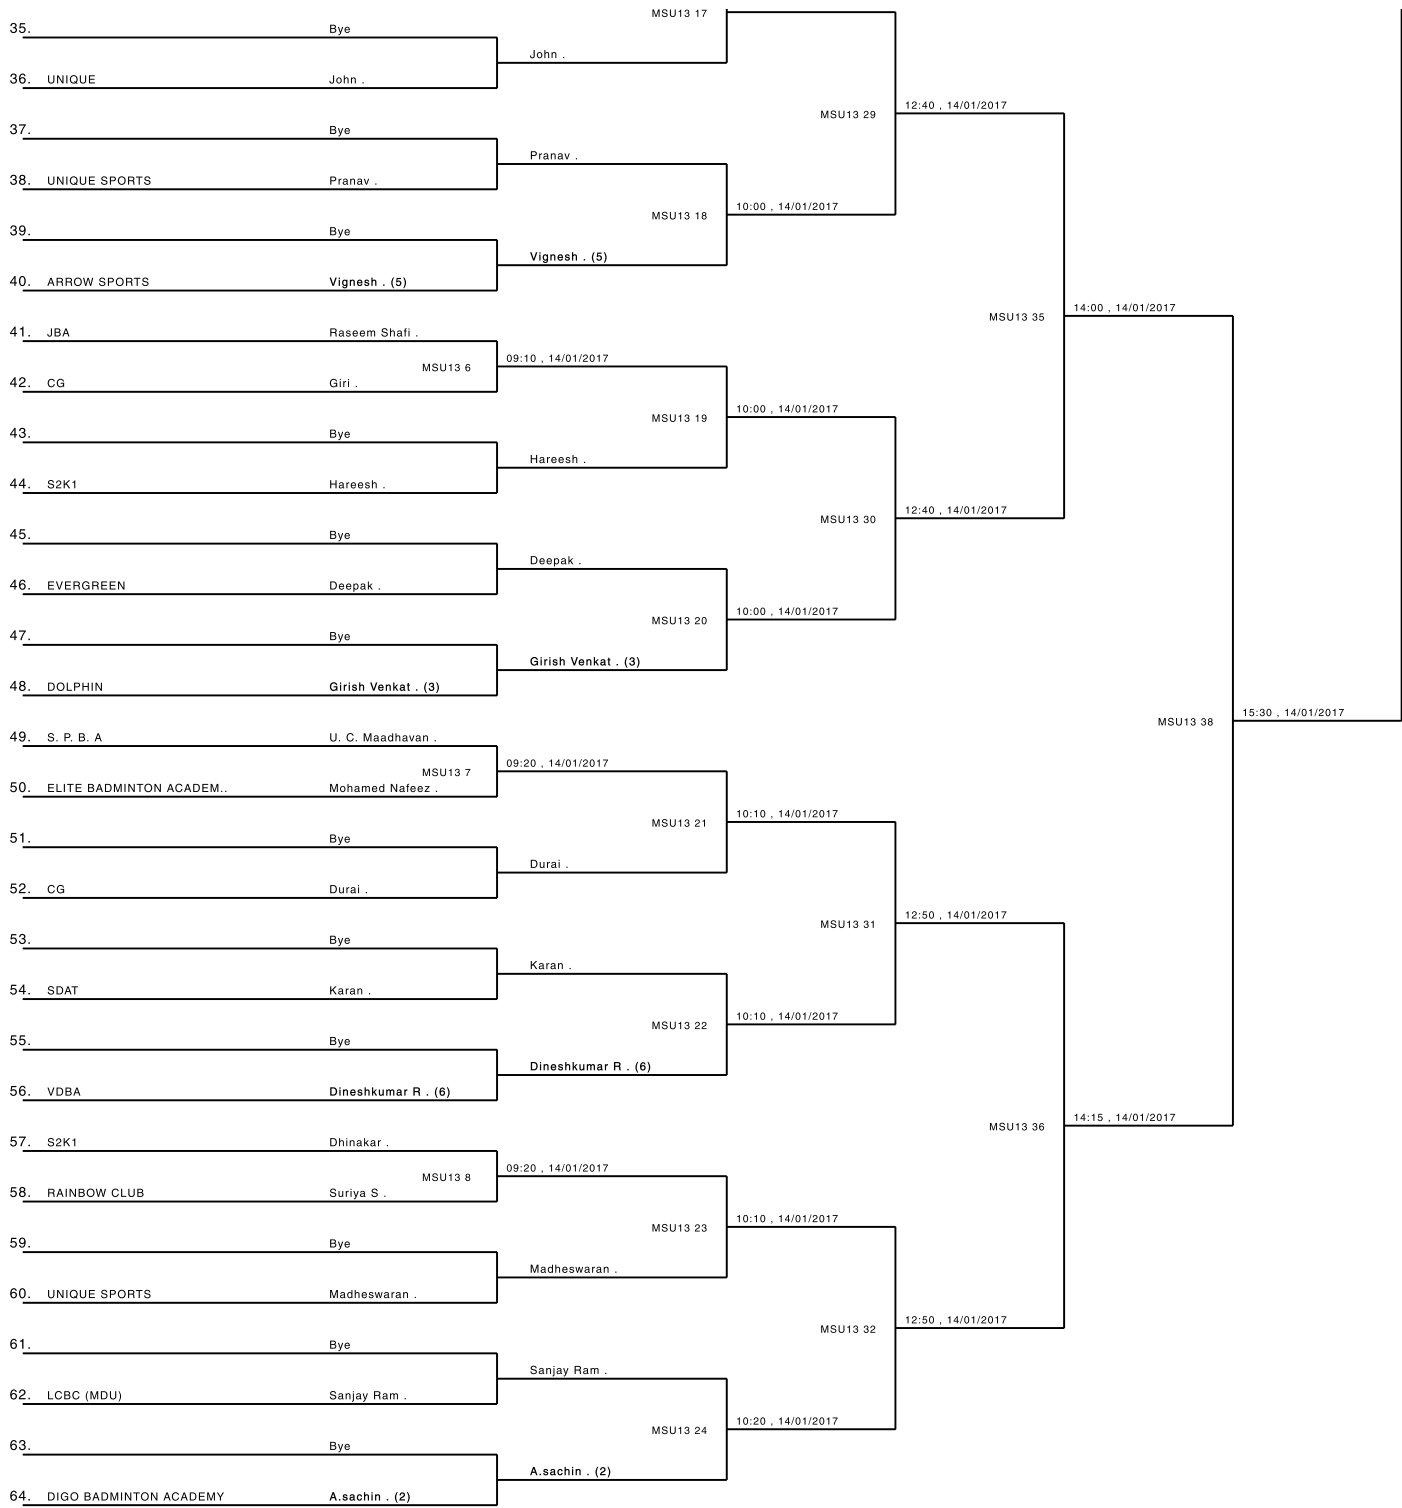 MSU13 17
35. Bye
John .
36. UNIQUE John .
MSU13 29 12:40 , 14/01/2017
37. Bye
Pranav .
38. UNIQUE SPORTS Pranav .
MSU13 18 10:00 , 14/01/2017
39. Bye
Vignesh . (5)
40. ARROW SPORTS Vignesh . (5)
MSU13 35 14:00 , 14/01/2017
41. JBA Raseem Shafi .
MSU13 6 09:10 , 14/01/2017
42. CG Giri .
MSU13 19 10:00 , 14/01/2017
43. Bye
Hareesh .
44. S2K1 Hareesh .
MSU13 30 12:40 , 14/01/2017
45. Bye
Deepak .
46. EVERGREEN Deepak .
MSU13 20 10:00 , 14/01/2017
47. Bye
Girish Venkat . (3)
48. DOLPHIN Girish Venkat . (3)
MSU13 38 15:30 , 14/01/2017
49. S. P. B. A U. C. Maadhavan .
MSU13 7 09:20 , 14/01/2017
50. ELITE BADMINTON ACADEM.. Mohamed Nafeez .
MSU13 21 10:10 , 14/01/2017
51. Bye
Durai .
52. CG Durai .
MSU13 31 12:50 , 14/01/2017
53. Bye
Karan .
54. SDAT Karan .
MSU13 22 10:10 , 14/01/2017
55. Bye
Dineshkumar R . (6)
56. VDBA Dineshkumar R . (6)
MSU13 36 14:15 , 14/01/2017
57. S2K1 Dhinakar .
MSU13 8 09:20 , 14/01/2017
58. RAINBOW CLUB Suriya S .
MSU13 23 10:10 , 14/01/2017
59. Bye
Madheswaran .
60. UNIQUE SPORTS Madheswaran .
MSU13 32 12:50 , 14/01/2017
61. Bye
Sanjay Ram .
62. LCBC (MDU) Sanjay Ram .
MSU13 24 10:20 , 14/01/2017
63. Bye
A.sachin . (2)
64. DIGO BADMINTON ACADEMY A.sachin . (2)